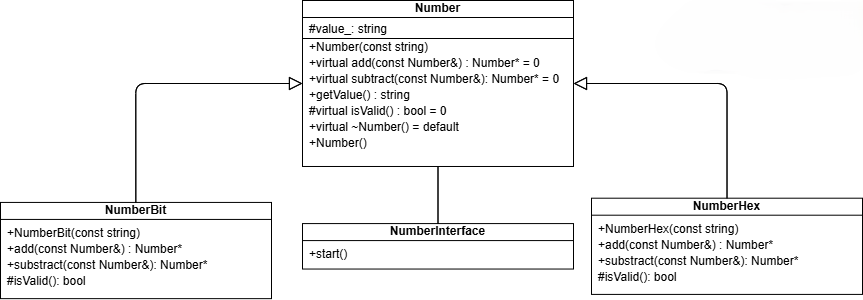 Number
#value_: string
+Number(const string)
+virtual add(const Number&) : Number* = 0
+virtual subtract(const Number&): Number* = 0
+getValue() : string
#virtual isValid() : bool = 0
+virtual ~Number() = default
+Number()
NumberBit
+NumberBit(const string)
+add(const Number&) : Number*
+substract(const Number&): Number*
#isValid(): bool
NumberInterface
+start()
NumberHex
+NumberHex(const string)
+add(const Number&) : Number*
+substract(const Number&): Number*
#isValid(): bool